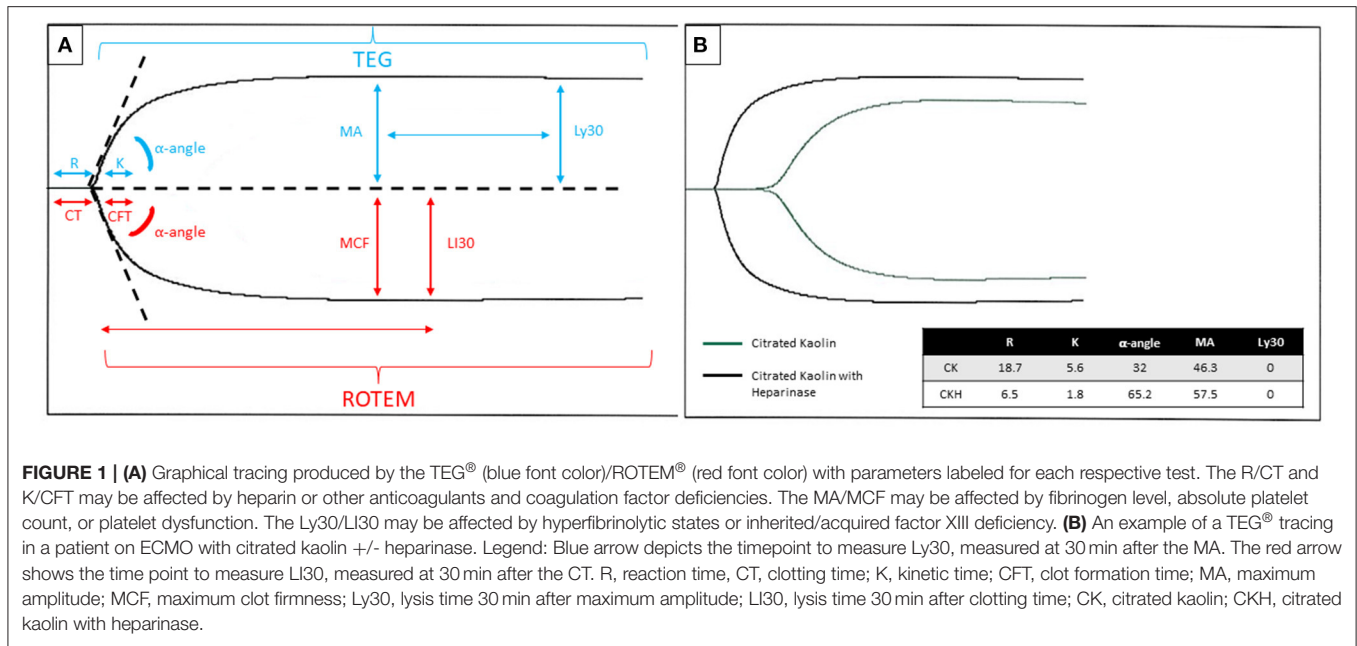 A
TEG
MA
Ly30
α-angle
R
K
CT
CFT
α-angle
MCF
LI30
ROTEM
B
Citrated Kaolin
Citrated Kaolin with
Heparinase
R K α-angle MA Ly30
CK 18.7 5.6 32 46.3 0
CKH 6.5 1.8 65.2 57.5 0
FIGURE 1 | (A) Graphical tracing produced by the TEG® (blue font color)/ROTEM® (red font color) with parameters labeled for each respective test. The R/CT and
K/CFT may be affected by heparin or other anticoagulants and coagulation factor deficiencies. The MA/MCF may be affected by fibrinogen level, absolute platelet
count, or platelet dysfunction. The Ly30/LI30 may be affected by hyperfibrinolytic states or inherited/acquired factor XIII deficiency. (B) An example of a TEG® tracing
in a patient on ECMO with citrated kaolin +/- heparinase. Legend: Blue arrow depicts the timepoint to measure Ly30, measured at 30 min after the MA. The red arrow
shows the time point to measure LI30, measured at 30 min after the CT. R, reaction time, CT, clotting time; K, kinetic time; CFT, clot formation time; MA, maximum
amplitude; MCF, maximum clot firmness; Ly30, lysis time 30 min after maximum amplitude; LI30, lysis time 30 min after clotting time; CK, citrated kaolin; CKH, citrated
kaolin with heparinase.